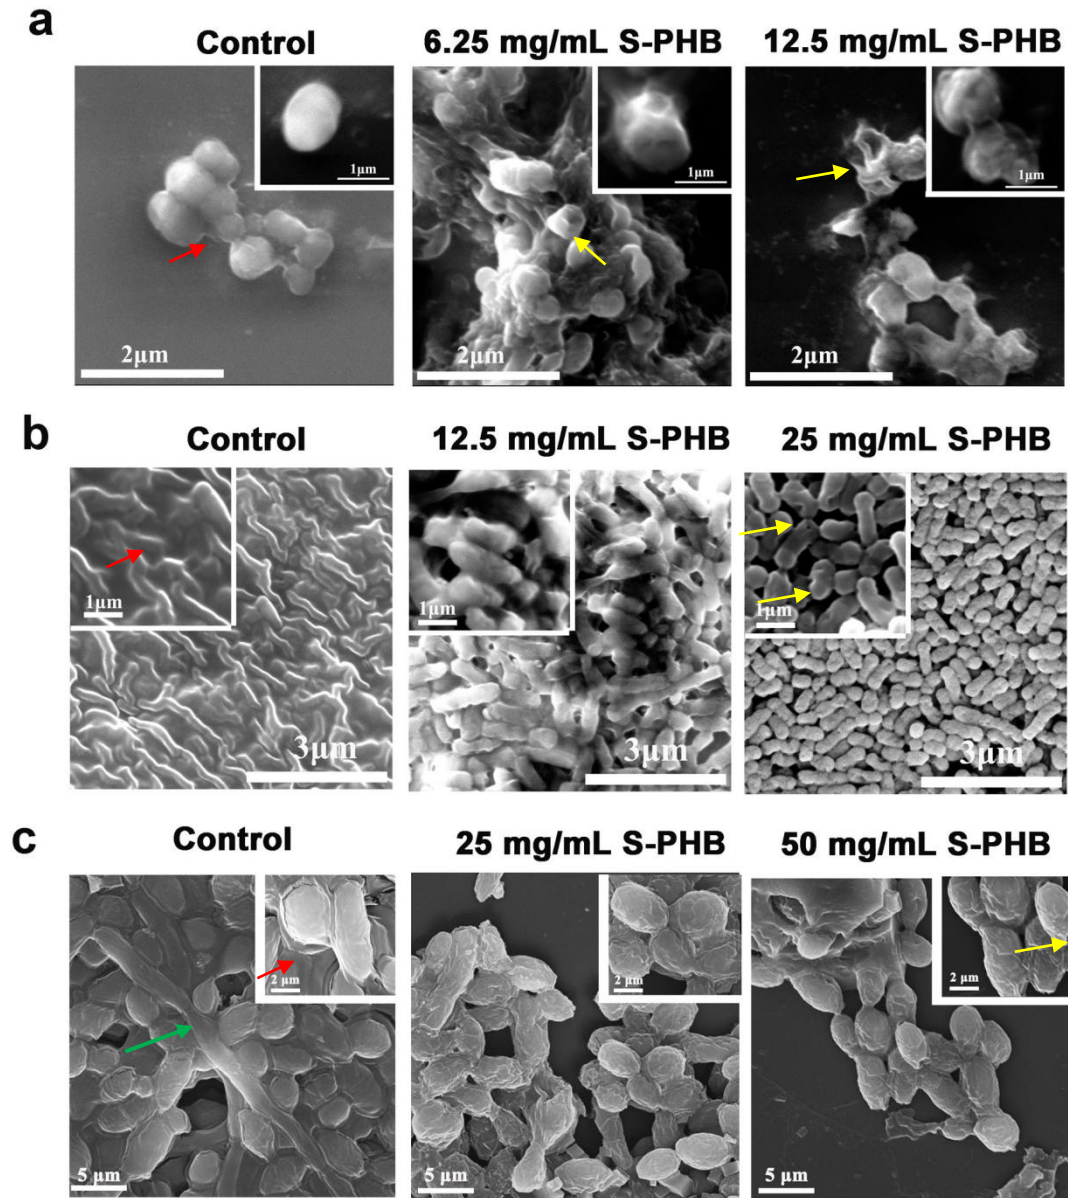 a
Control
6.25 mg/mL S-PHB
12.5 mg/mL S-PHB
1μm
1μm
1μm
2μm
2μm
2μm
b
Control
12.5 mg/mL S-PHB
25 mg/mL S-PHB
1μm
1μm
1μm
3μm
3μm
3μm
c
Control
25 mg/mL S-PHB
50 mg/mL S-PHB
2 μm
2 μm
2 μm
5 μm
5 μm
5 μm